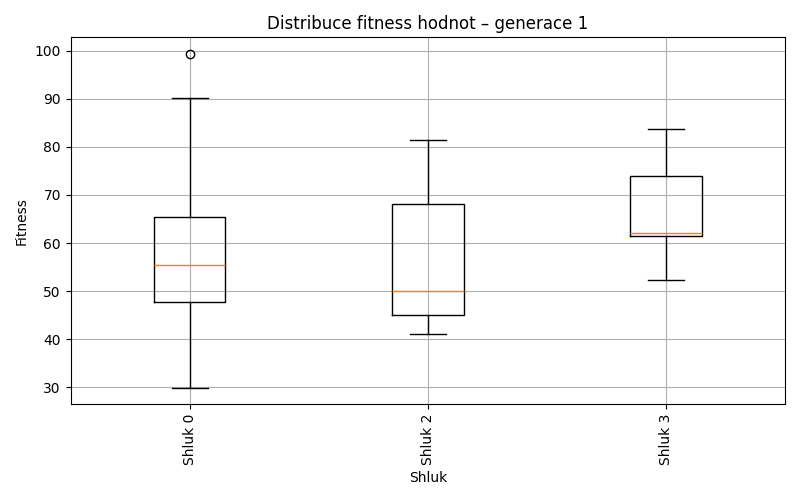 Distribuce fitness hodnot – generace 1
Fitness
100
90
80
70
60
50
40
30
Shluk 0
Shluk 2
Shluk 3
Shluk